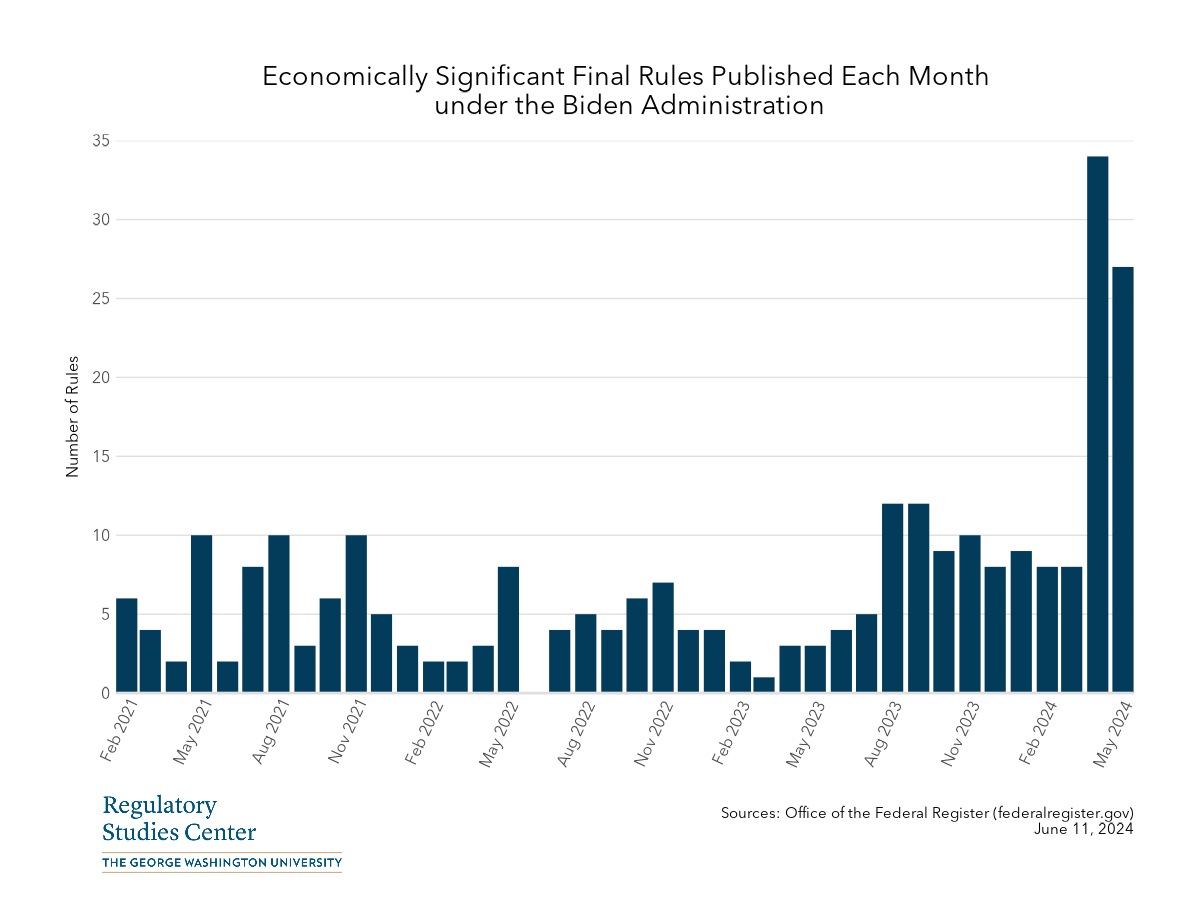 Economically Significant Final Rules Published Each Month
under the Biden Administration
Number of Rules
35
30
25
20
15
10
5
0
Feb 2021
May 2021
Aug 2021
Nov 2021
Feb 2022
May 2022
Aug 2022
Nov 2022
Feb 2023
May 2023
Aug 2023
Nov 2023
Feb 2024
May 2024
Regulatory
Studies Center
THE GEORGE WASHINGTON UNIVERSITY
Sources: Office of the Federal Register (federalregister.gov)
June 11, 2024